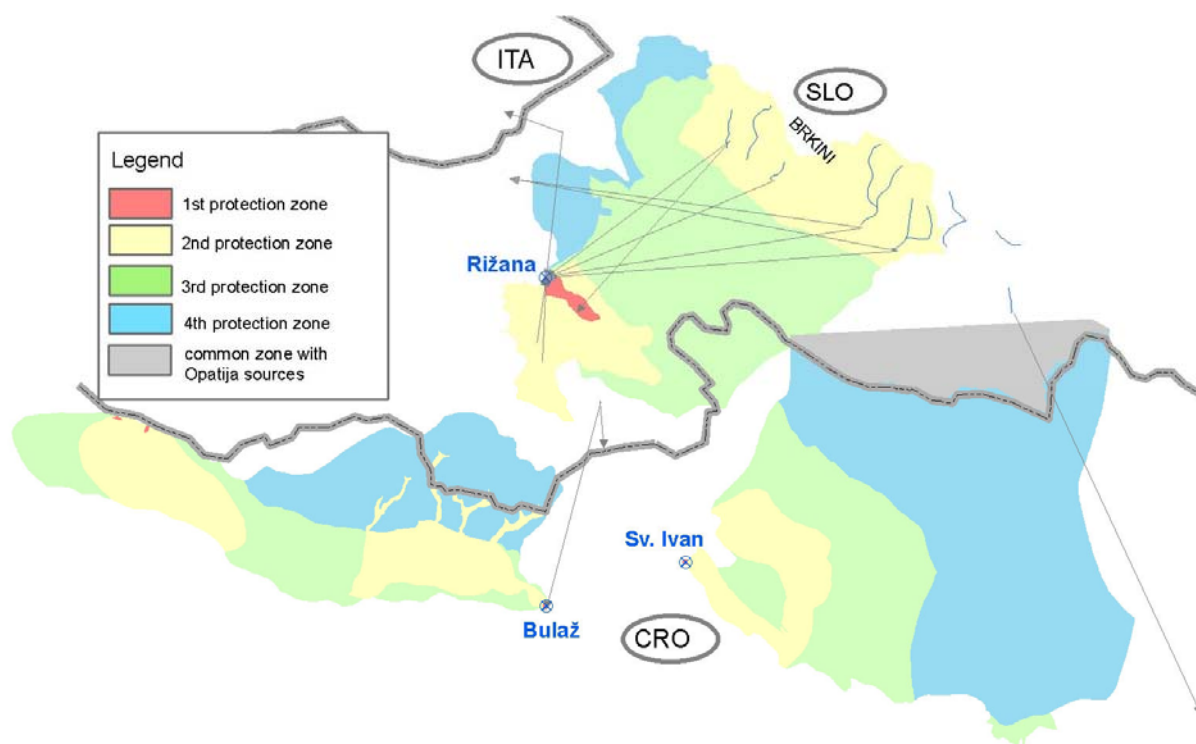 ITA
SLO
BRKINI
Legend
1st protection zone
2nd protection zone
3rd protection zone
4th protection zone
common zone with
Opatija sources
Rižana
Sv. Ivan
Bulaž
CRO